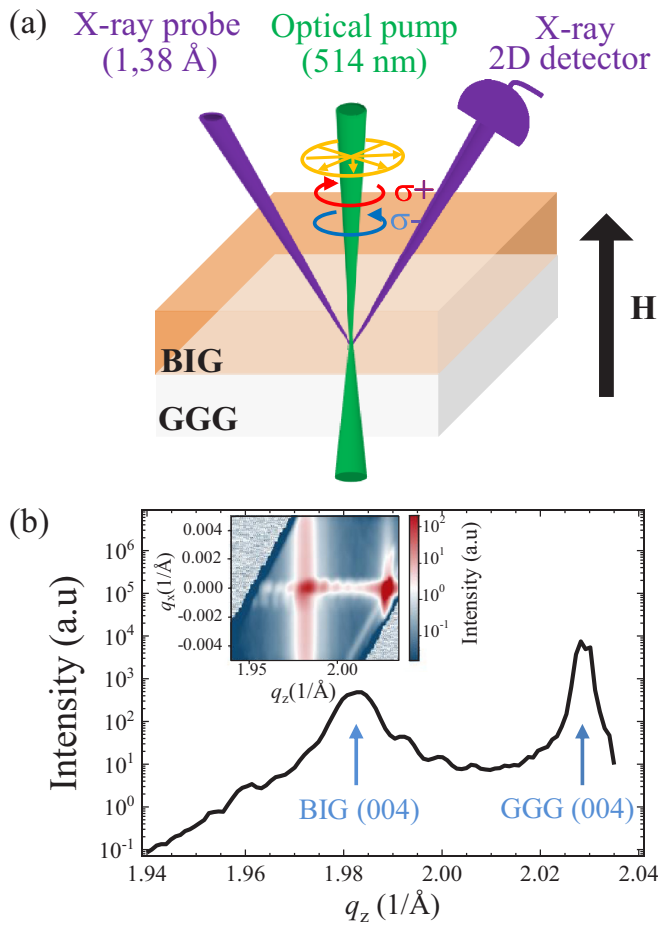 (a)
X-ray probe
(1,38 Å)
Optical pump
(514 nm)
X-ray
2D detector
σ+
σ-
H
BIG
GGG
(b)
Intensity (a.u)
10⁶
10⁵
10⁴
10³
10²
10¹
10⁰
10⁻¹
0.004
0.002
0.000
-0.002
-0.004
qₓ(1/Å)
1.95
2.00
q_z(1/Å)
10²
10¹
10⁰
10⁻¹
Intensity (a.u)
BIG (004)
GGG (004)
1.94
1.96
1.98
2.00
2.02
2.04
q_z (1/Å)